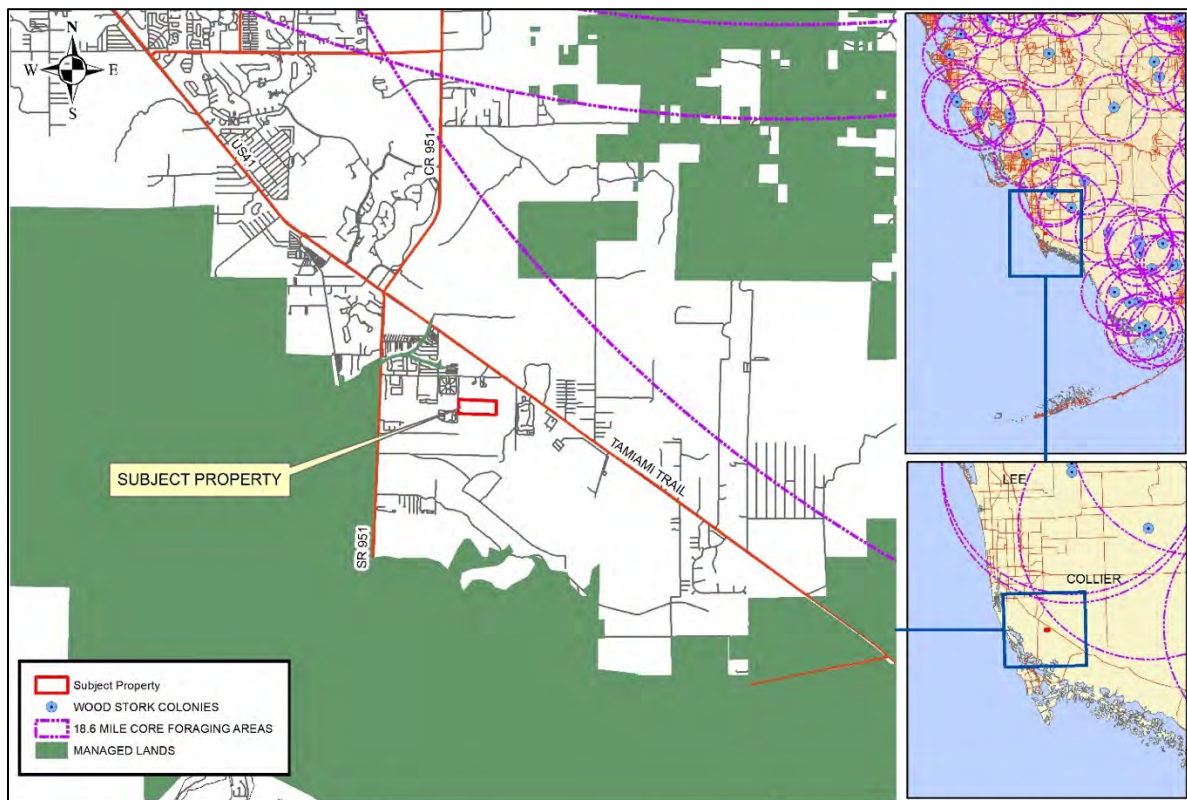 N
W E
S
US41
CR 951
SUBJECT PROPERTY
TAMIAMI TRAIL
SR 951
Subject Property
WOOD STORK COLONIES
18.6 MILE CORE FORAGING AREAS
MANAGED LANDS
LEE
COLLIER